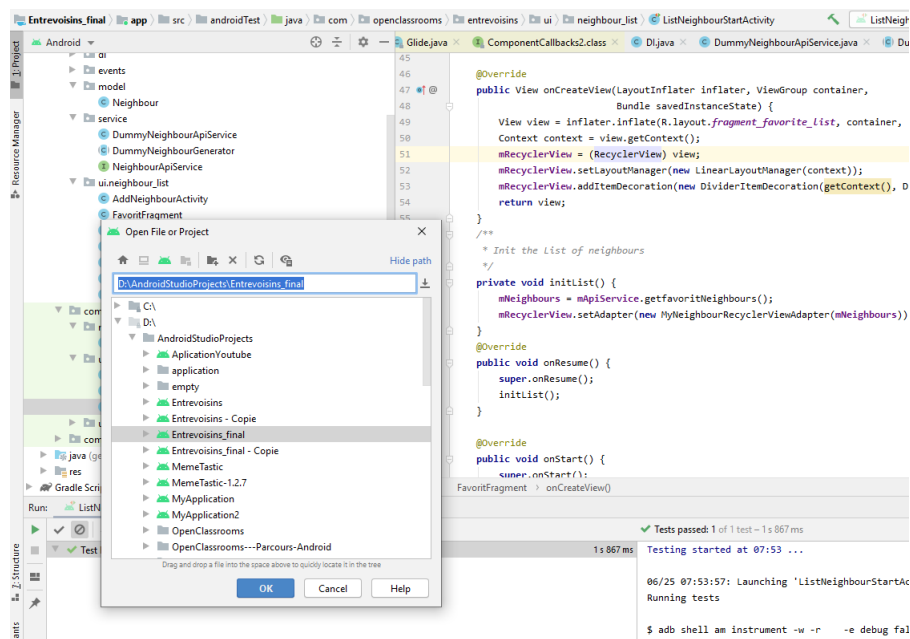 Entrevoisins_final app src androidTest java com openclassrooms entrevoisins ui neighbour_list ListNeighbourStartActivity ListNeigh
Android Glide.java ComponentCallbacks2.class DI.java DummyNeighbourApiService.java Du
1: Project
Resource Manager
Z: Structure
di
events
model
Neighbour
service
DummyNeighbourApiService
DummyNeighbourGenerator
NeighbourApiService
ui.neighbour_list
AddNeighbourActivity
FavoritFragment
com
com
java (ge
res
Gradle Scri
45
46 @Override
47 public View onCreateView(LayoutInflater inflater, ViewGroup container,
48 Bundle savedInstanceState) {
49 View view = inflater.inflate(R.layout.fragment_favorite_list, container,
50 Context context = view.getContext();
51 mRecyclerView = (RecyclerView) view;
52 mRecyclerView.setLayoutManager(new LinearLayoutManager(context));
53 mRecyclerView.addItemDecoration(new DividerItemDecoration(getContext(), D
54 return view;
55 }
/**
* Init the List of neighbours
*/
private void initList() {
mNeighbours = mApiService.getfavoritNeighbours();
mRecyclerView.setAdapter(new MyNeighbourRecyclerViewAdapter(mNeighbours))
}
@Override
public void onResume() {
super.onResume();
initList();
}
@Override
public void onStart() {
super.onStart();
FavoritFragment › onCreateView()
Open File or Project
Hide path
D:\AndroidStudioProjects\Entrevoisins_final
C:\
D:\
AndroidStudioProjects
AplicationYoutube
application
empty
Entrevoisins
Entrevoisins - Copie
Entrevoisins_final
Entrevoisins_final - Copie
MemeTastic
MemeTastic-1.2.7
MyApplication
MyApplication2
OpenClassrooms
OpenClassrooms---Parcours-Android
Drag and drop a file into the space above to quickly locate it in the tree
OK Cancel Help
Run: ListN
Tests passed: 1 of 1 test – 1 s 867 ms
Test 1 s 867 ms
Testing started at 07:53 ...
06/25 07:53:57: Launching 'ListNeighbourStartAc
Running tests
$ adb shell am instrument -w -r -e debug fal